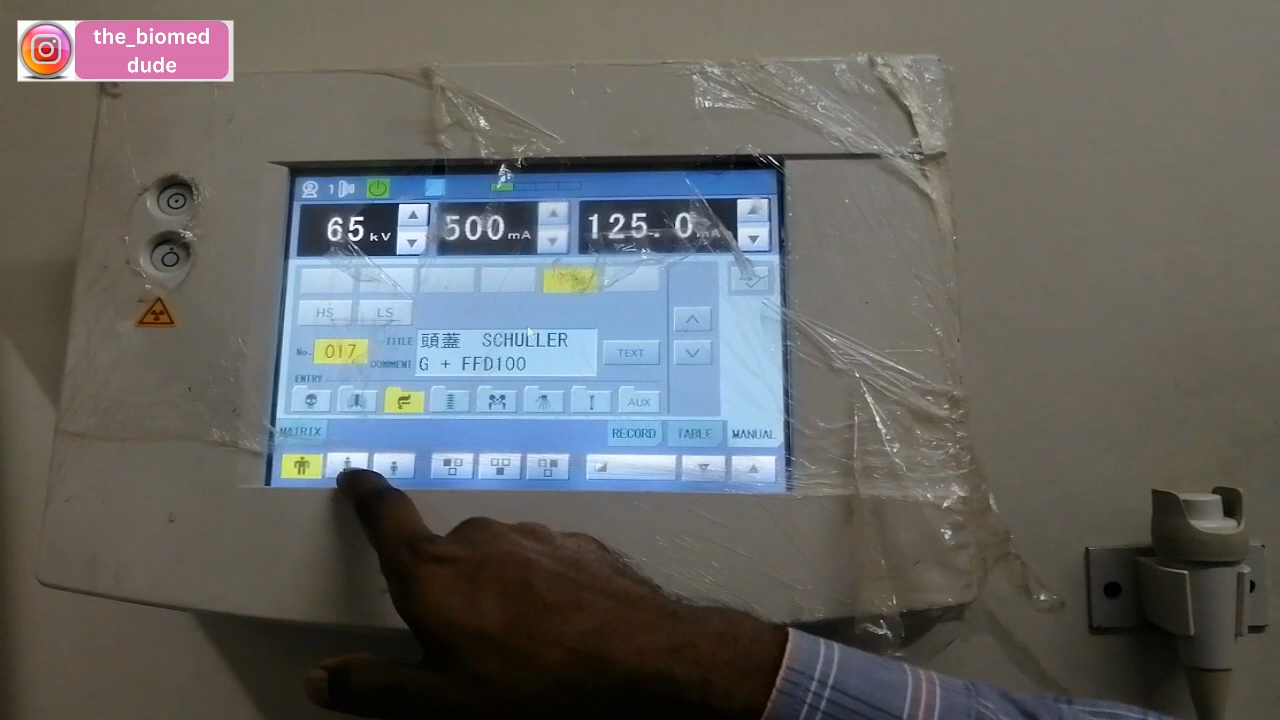 the_biomed
dude
1
65 kV 500 mA 125.0 mA
HS LS
No. 017 TITLE 頭蓋 SCHULLER
COMMENT G + FFD100
TEXT
ENTRY
AUX
MATRIX RECORD TABLE MANUAL